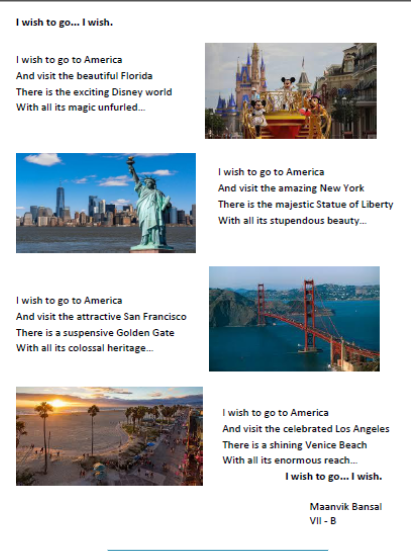 I wish to go... I wish.
I wish to go to America
And visit the beautiful Florida
There is the exciting Disney world
With all its magic unfurled...
I wish to go to America
And visit the amazing New York
There is the majestic Statue of Liberty
With all its stupendous beauty...
I wish to go to America
And visit the attractive San Francisco
There is a suspensive Golden Gate
With all its colossal heritage...
I wish to go to America
And visit the celebrated Los Angeles
There is a shining Venice Beach
With all its enormous reach...
I wish to go... I wish.
Maanvik Bansal
VII - B